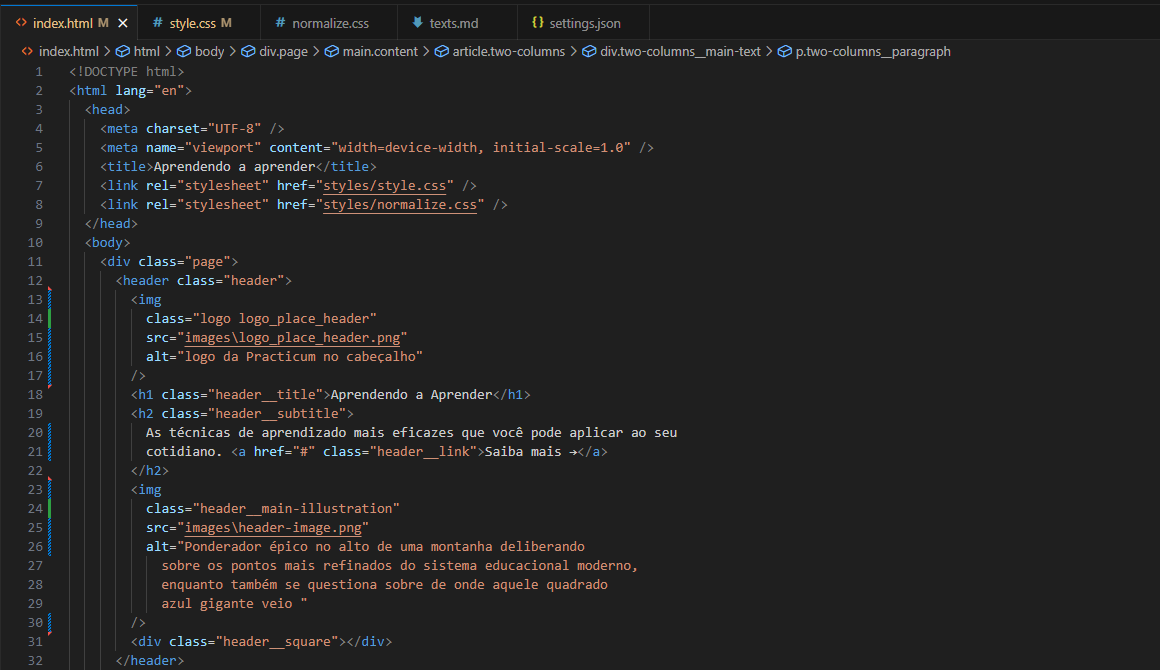 index.html M
style.css M
normalize.css
texts.md
settings.json
index.html > html > body > div.page > main.content > article.two-columns > div.two-columns__main-text > p.two-columns__paragraph
1 <!DOCTYPE html>
2 <html lang="en">
3 <head>
4 <meta charset="UTF-8" />
5 <meta name="viewport" content="width=device-width, initial-scale=1.0" />
6 <title>Aprendendo a aprender</title>
7 <link rel="stylesheet" href="styles/style.css" />
8 <link rel="stylesheet" href="styles/normalize.css" />
9 </head>
10 <body>
11 <div class="page">
12 <header class="header">
13 <img
14 class="logo logo_place_header"
15 src="images\logo_place_header.png"
16 alt="logo da Practicum no cabeçalho"
17 />
18 <h1 class="header__title">Aprendendo a Aprender</h1>
19 <h2 class="header__subtitle">
20 As técnicas de aprendizado mais eficazes que você pode aplicar ao seu
21 cotidiano. <a href="#" class="header__link">Saiba mais →</a>
22 </h2>
23 <img
24 class="header__main-illustration"
25 src="images\header-image.png"
26 alt="Ponderador épico no alto de uma montanha deliberando
27 sobre os pontos mais refinados do sistema educacional moderno,
28 enquanto também se questiona sobre de onde aquele quadrado
29 azul gigante veio "
30 />
31 <div class="header__square"></div>
32 </header>